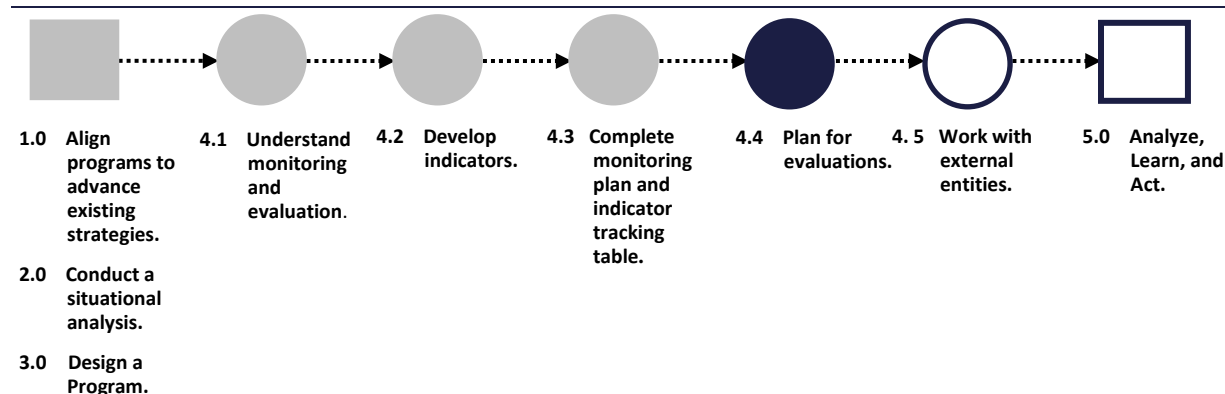 1.0 Align
programs to
advance
existing
strategies.
2.0 Conduct a
situational
analysis.
3.0 Design a
Program.
4.1 Understand
monitoring
and
evaluation.
4.2 Develop
indicators.
4.3 Complete
monitoring
plan and
indicator
tracking
table.
4.4 Plan for
evaluations.
4. 5 Work with
external
entities.
5.0 Analyze,
Learn, and
Act.